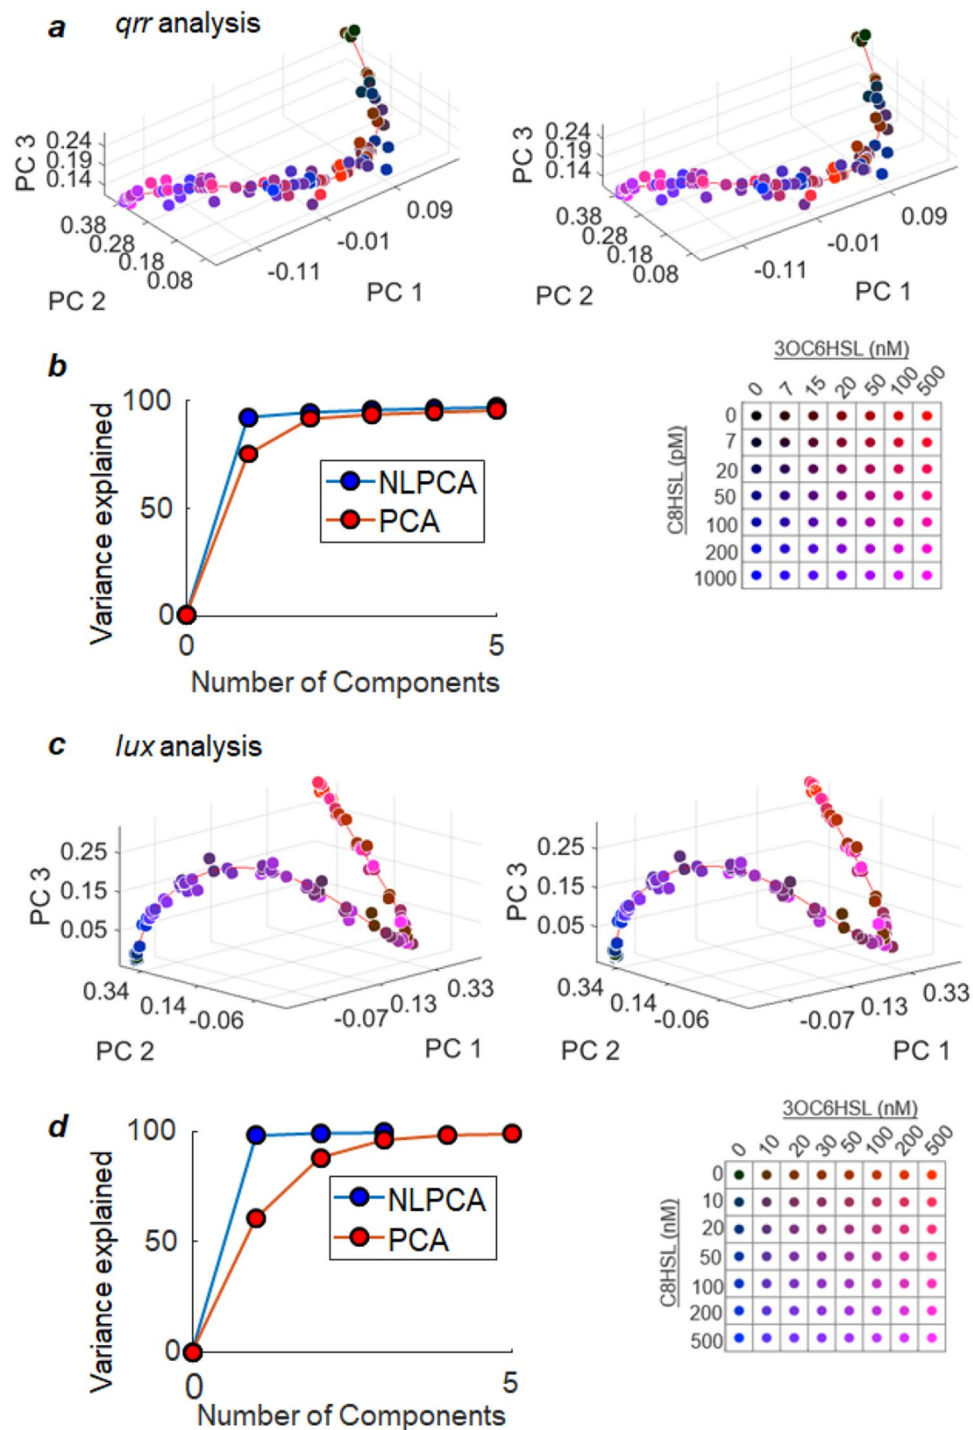 a qrr analysis
PC 3
0.24
0.19
0.14
0.38
0.28
0.18
0.08
PC 2
-0.11
-0.01
0.09
PC 1
PC 3
0.24
0.19
0.14
0.38
0.28
0.18
0.08
PC 2
-0.11
-0.01
0.09
PC 1
b
Variance explained
100
50
0
0 5
Number of Components
NLPCA
PCA
3OC6HSL (nM)
0 7 15 20 50 100 500
C8HSL (pM)
0
7
20
50
100
200
1000
c lux analysis
PC 3
0.25
0.15
0.05
0.34
0.14
-0.06
PC 2
-0.07
0.13
0.33
PC 1
PC 3
0.25
0.15
0.05
0.34
0.14
-0.06
PC 2
-0.07
0.13
0.33
PC 1
d
Variance explained
100
50
0
0 5
Number of Components
NLPCA
PCA
3OC6HSL (nM)
0 10 20 30 50 100 200 500
C8HSL (nM)
0
10
20
50
100
200
500